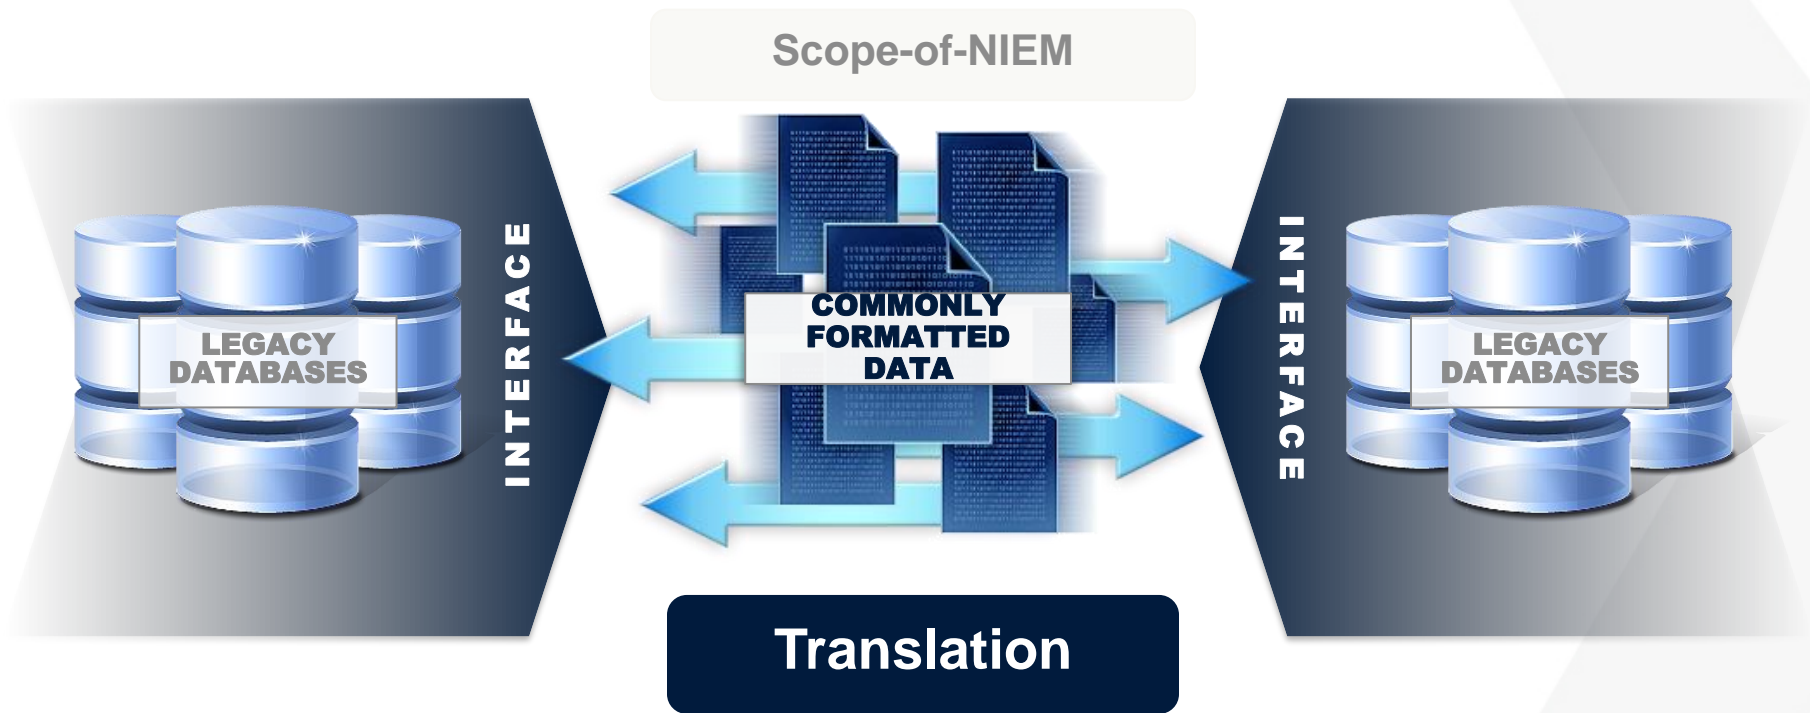 Scope-of-NIEM
INTERFACE
LEGACY
DATABASES
COMMONLY
FORMATTED
DATA
INTERFACE
LEGACY
DATABASES
Translation